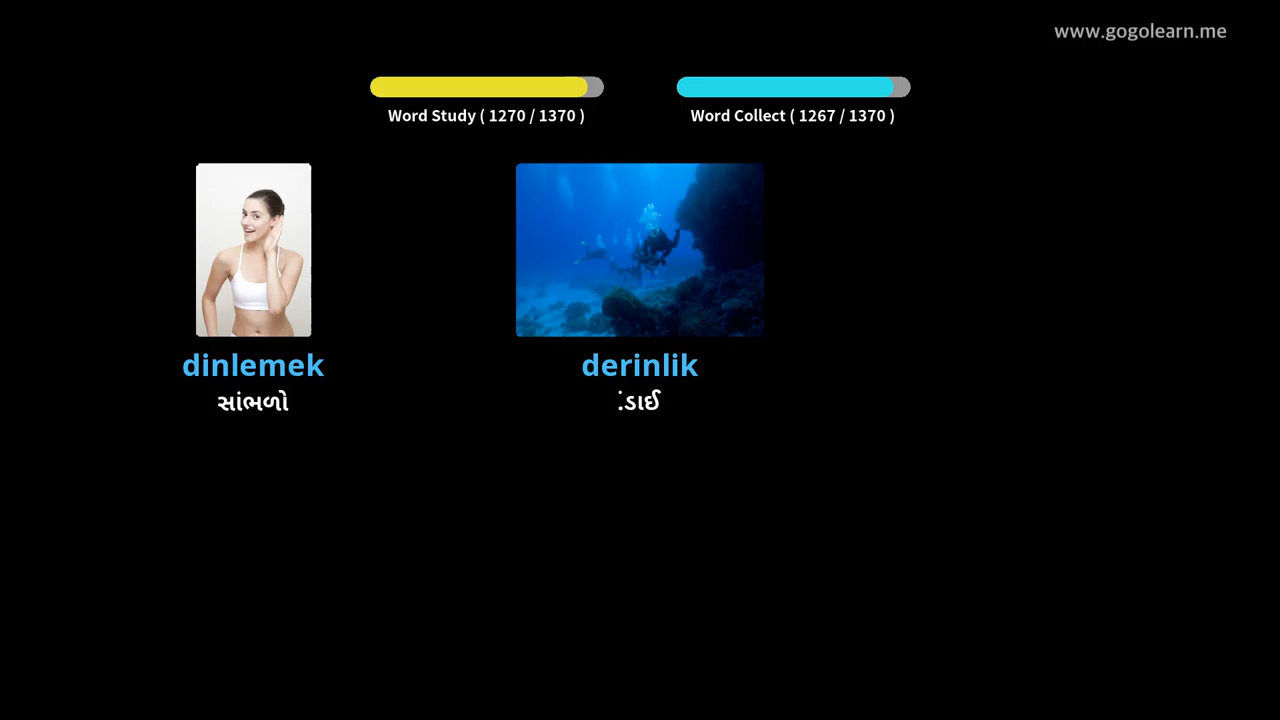 www.gogolearn.me
Word Study ( 1270 / 1370 )
Word Collect ( 1267 / 1370 )
dinlemek
સાંભળો
derinlik
.ંડાઈ